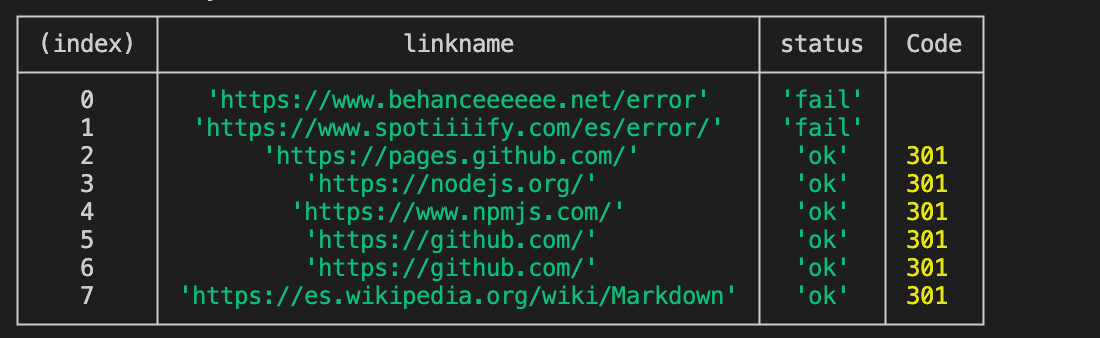 (index) linkname status Code
0 'https://www.behanceeeeee.net/error' 'fail'
1 'https://www.spotiiiify.com/es/error/' 'fail'
2 'https://pages.github.com/' 'ok' 301
3 'https://nodejs.org/' 'ok' 301
4 'https://www.npmjs.com/' 'ok' 301
5 'https://github.com/' 'ok' 301
6 'https://github.com/' 'ok' 301
7 'https://es.wikipedia.org/wiki/Markdown' 'ok' 301